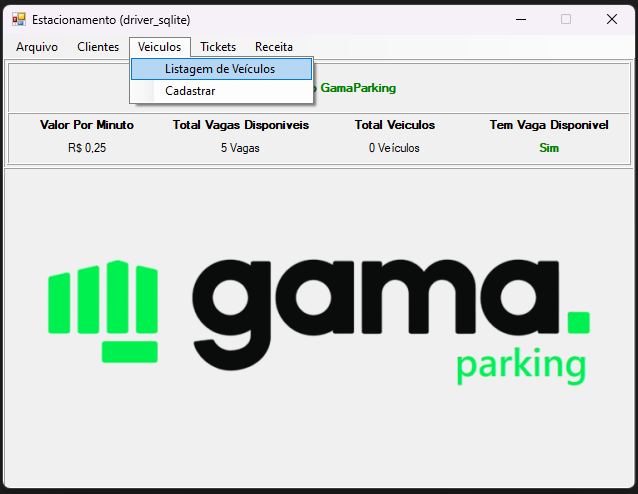 Estacionamento (driver_sqlite)
Arquivo Clientes Veiculos Tickets Receita
Listagem de Veículos
Cadastrar
GamaParking
Valor Por Minuto Total Vagas Disponiveis Total Veiculos Tem Vaga Disponivel
R$ 0,25 5 Vagas 0 Veículos Sim
gama.
parking